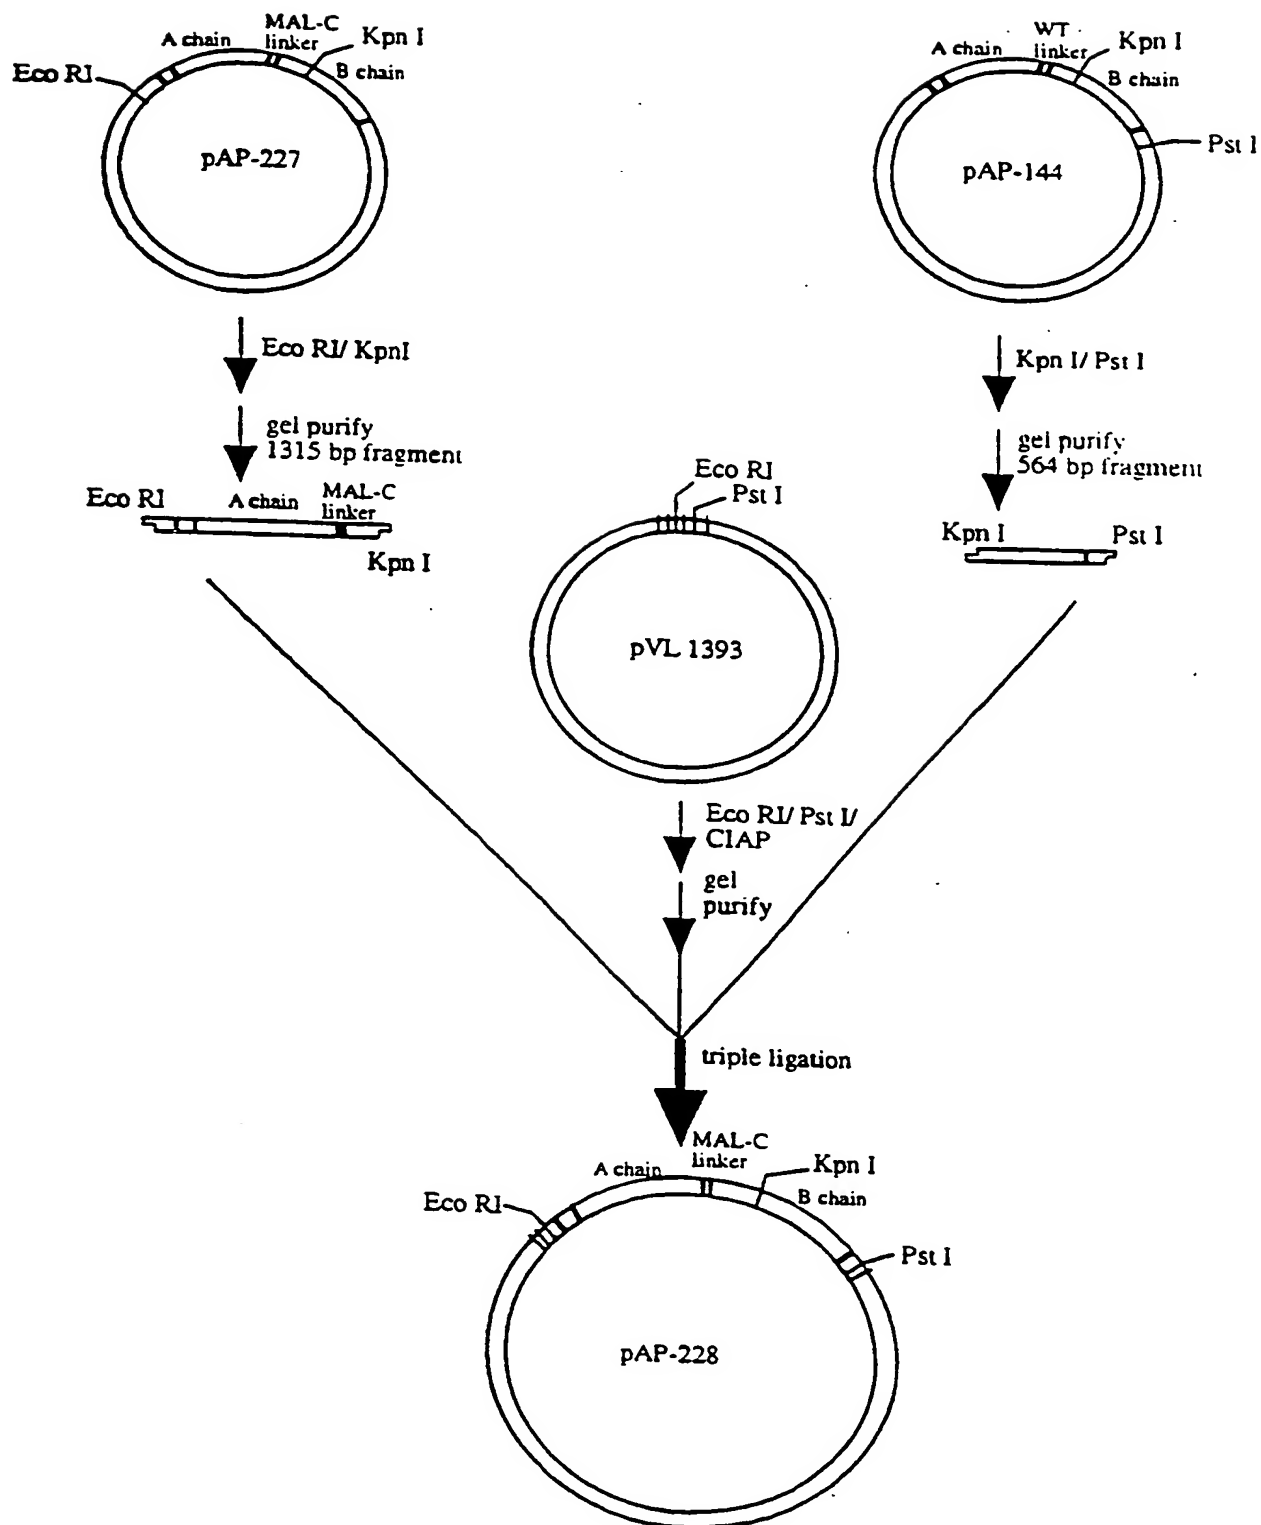 MAL-C
linker
A chain
Kpn I
B chain
Eco RI
pAP-227
WT
linker
A chain
Kpn I
B chain
Pst I
pAP-144
Eco RI/ KpnI
gel purify
1315 bp fragment
Kpn I/ Pst I
gel purify
564 bp fragment
Eco RI
A chain
MAL-C
linker
Kpn I
Eco RI
Pst I
Kpn I
Pst I
pVL 1393
Eco RI/ Pst I/
CIAP
gel
purify
triple ligation
MAL-C
linker
A chain
Kpn I
B chain
Eco RI
Pst I
pAP-228